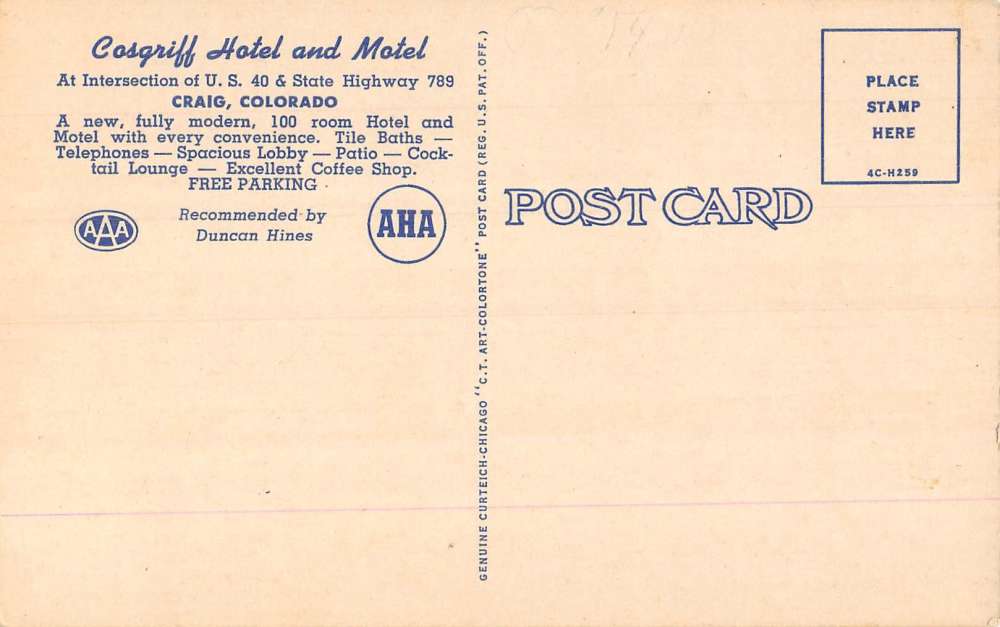 Cosgriff Hotel and Motel
At Intersection of U. S. 40 & State Highway 789
CRAIG, COLORADO
A new, fully modern, 100 room Hotel and
Motel with every convenience. Tile Baths —
Telephones — Spacious Lobby — Patio — Cock-
tail Lounge — Excellent Coffee Shop.
FREE PARKING
AAA
Recommended by
Duncan Hines
AHA
GENUINE CURTEICH-CHICAGO "C.T. ART-COLORTONE" POST CARD (REG. U.S. PAT. OFF.)
POST CARD
PLACE
STAMP
HERE
4C-H259